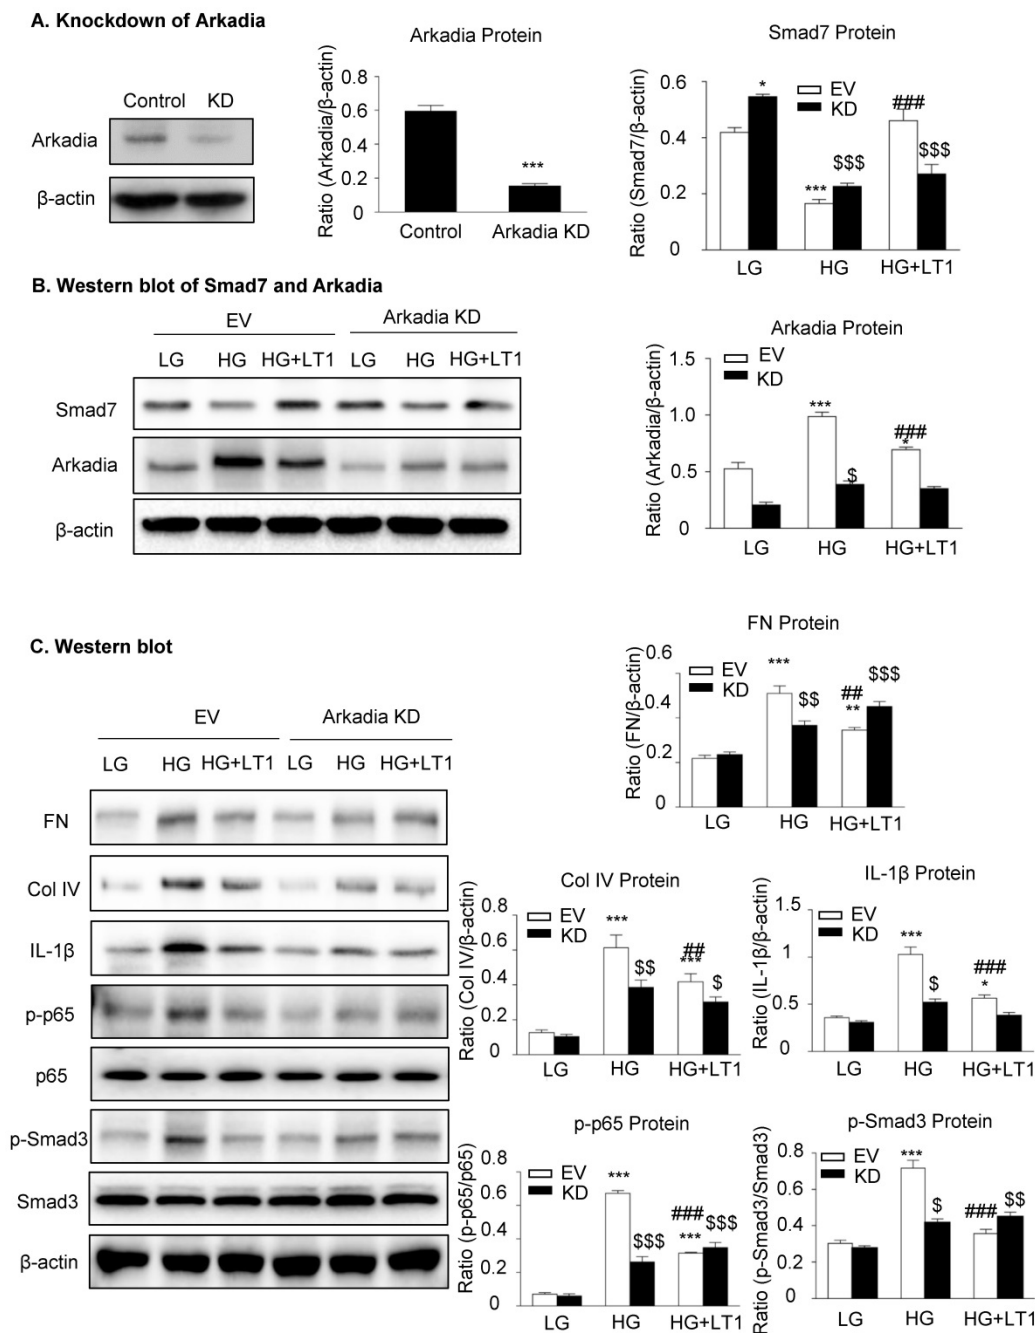 A. Knockdown of Arkadia
Control KD
Arkadia
β-actin
Arkadia Protein
Ratio (Arkadia/β-actin)
0.8
0.6
0.4
0.2
0
***
Control Arkadia KD
Smad7 Protein
Ratio (Smad7/β-actin)
0.6
0.4
0.2
0
EV
KD
*
***
$$$
###
$$$
LG HG HG+LT1
B. Western blot of Smad7 and Arkadia
EV Arkadia KD
LG HG HG+LT1 LG HG HG+LT1
Smad7
Arkadia
β-actin
Arkadia Protein
Ratio (Arkadia/β-actin)
1.5
1.0
0.5
0
EV
KD
***
$
###
*
LG HG HG+LT1
C. Western blot
EV Arkadia KD
LG HG HG+LT1 LG HG HG+LT1
FN
Col IV
IL-1β
p-p65
p65
p-Smad3
Smad3
β-actin
FN Protein
Ratio (FN/β-actin)
0.6
0.4
0.2
0
EV
KD
***
$$
##
**
$$$
LG HG HG+LT1
Col IV Protein
Ratio (Col IV/β-actin)
0.8
0.6
0.4
0.2
0
EV
KD
***
$$
##
***
$
LG HG HG+LT1
IL-1β Protein
Ratio (IL-1β/β-actin)
1.5
1
0.5
0
EV
KD
***
$
###
*
LG HG HG+LT1
p-p65 Protein
Ratio (p-p65/p65)
0.8
0.6
0.4
0.2
0
EV
KD
***
$$$
###
***
$$$
LG HG HG+LT1
p-Smad3 Protein
Ratio (p-Smad3/Smad3)
0.8
0.6
0.4
0.2
0
EV
KD
***
$
###
$$
LG HG HG+LT1